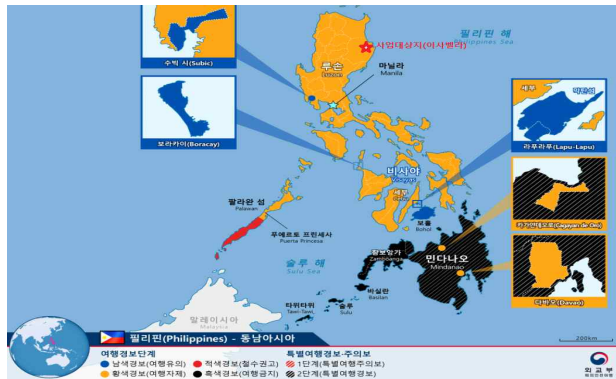 필리핀 해
Philippines Sea
수빅 시(Subic)
사업대상지(이사벨라)
루손
Luzon
마닐라
Manila
세부
막탄섬
보라카이(Boracay)
라푸라푸(Lapu-Lapu)
비사야
Visayas
팔라완 섬
Palawan
세부
Cebu
보홀
Bohol
푸에르토 프린세사
Puerta Princesa
카가얀데오로(Cagayan de Oro)
잠보앙가
Zamboanga
민다나오
Mindanao
술루 해
Sulu Sea
바실란
Basilan
타위타위
Tawi-Tawi
술루
Sulu
다바오(Davao)
말레이시아
Malaysia
200km
필리핀(Philippines) - 동남아시아
여행경보단계
특별여행경보·주의보
남색경보(여행유의)
적색경보(철수권고)
1단계(특별여행주의보)
황색경보(여행자제)
흑색경보(여행금지)
2단계(특별여행경보)
외교부